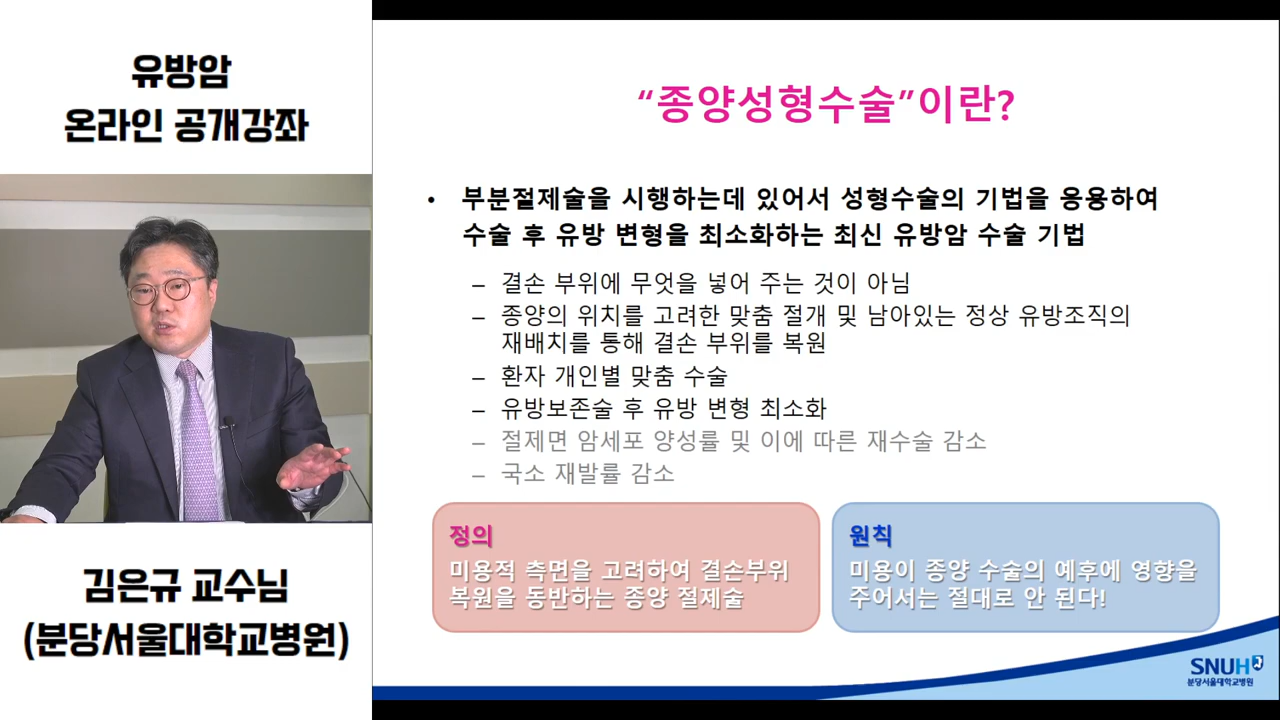 유방암
온라인 공개강좌
김은규 교수님
(분당서울대학교병원)
“종양성형수술”이란?
• 부분절제술을 시행하는데 있어서 성형수술의 기법을 응용하여
수술 후 유방 변형을 최소화하는 최신 유방암 수술 기법
– 결손 부위에 무엇을 넣어 주는 것이 아님
– 종양의 위치를 고려한 맞춤 절개 및 남아있는 정상 유방조직의
재배치를 통해 결손 부위를 복원
– 환자 개인별 맞춤 수술
– 유방보존술 후 유방 변형 최소화
– 절제면 암세포 양성률 및 이에 따른 재수술 감소
– 국소 재발률 감소
정의
미용적 측면을 고려하여 결손부위
복원을 동반하는 종양 절제술
원칙
미용이 종양 수술의 예후에 영향을
주어서는 절대로 안 된다!
SNUH
분당서울대학교병원